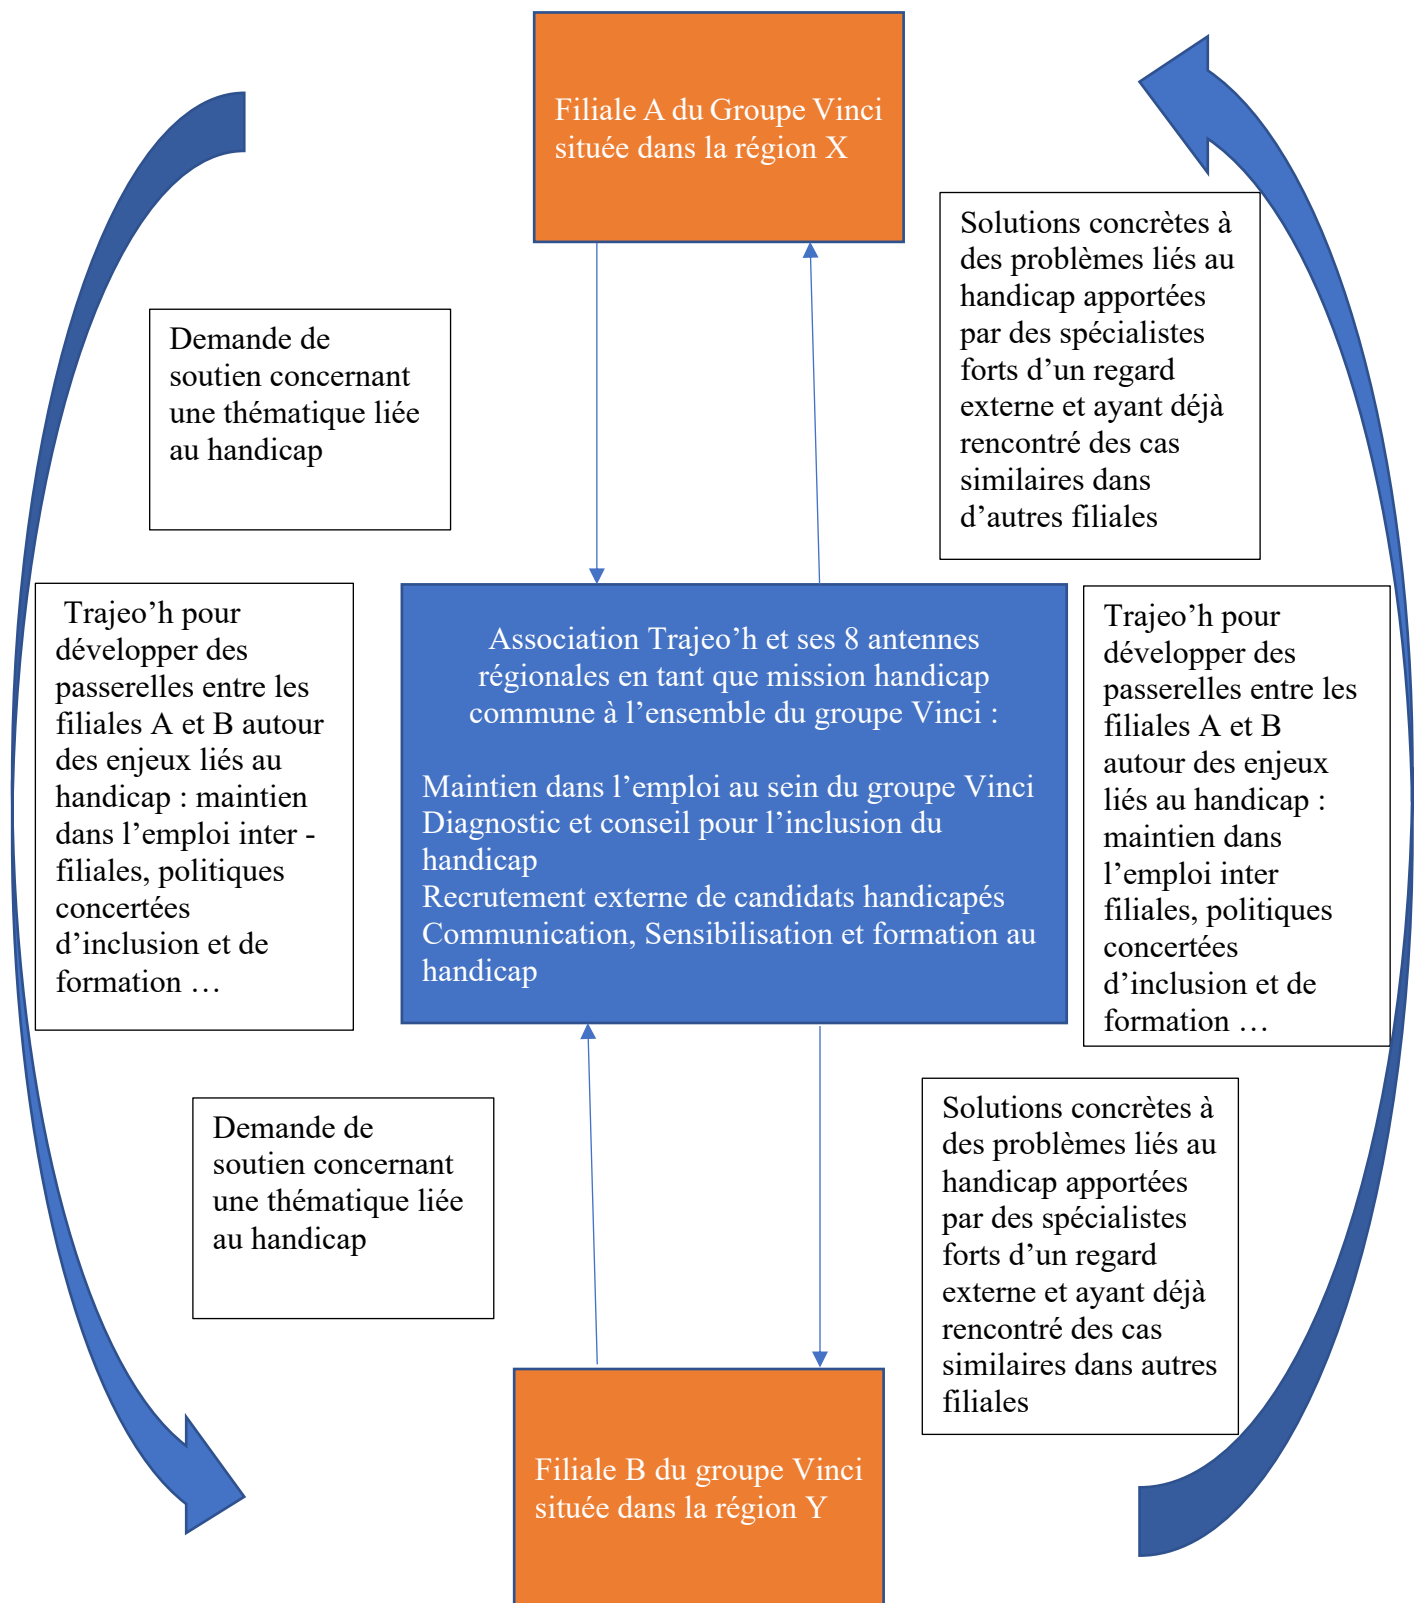 Filiale A du Groupe Vinci
située dans la région X
Solutions concrètes à
des problèmes liés au
handicap apportées
par des spécialistes
forts d’un regard
externe et ayant déjà
rencontré des cas
similaires dans
d’autres filiales
Demande de
soutien concernant
une thématique liée
au handicap
Trajeo’h pour
développer des
passerelles entre les
filiales A et B autour
des enjeux liés au
handicap : maintien
dans l’emploi inter -
filiales, politiques
concertées
d’inclusion et de
formation …
Association Trajeo’h et ses 8 antennes
régionales en tant que mission handicap
commune à l’ensemble du groupe Vinci :
Maintien dans l’emploi au sein du groupe Vinci
Diagnostic et conseil pour l’inclusion du
handicap
Recrutement externe de candidats handicapés
Communication, Sensibilisation et formation au
handicap
Trajeo’h pour
développer des
passerelles entre les
filiales A et B
autour des enjeux
liés au handicap :
maintien dans
l’emploi inter
filiales, politiques
concertées
d’inclusion et de
formation …
Demande de
soutien concernant
une thématique liée
au handicap
Solutions concrètes à
des problèmes liés au
handicap apportées
par des spécialistes
forts d’un regard
externe et ayant déjà
rencontré des cas
similaires dans autres
filiales
Filiale B du groupe Vinci
située dans la région Y